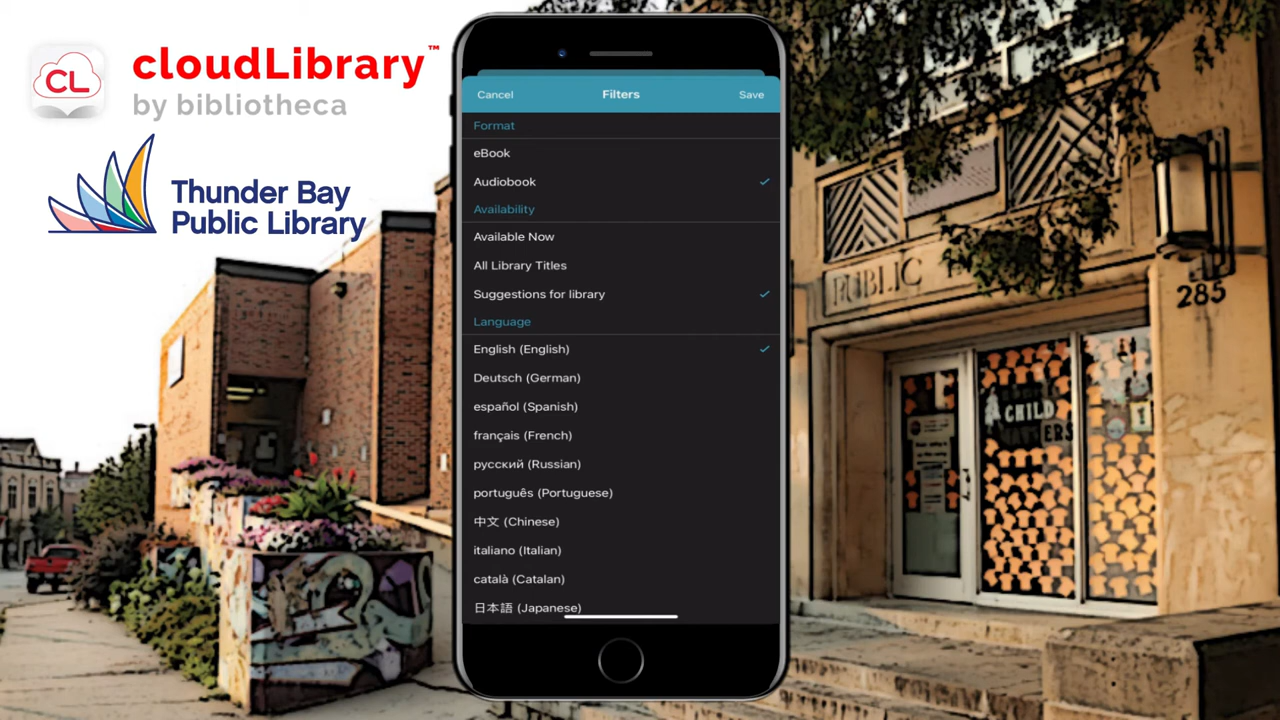 CL
cloudLibrary™
by bibliotheca
Thunder Bay
Public Library
Cancel
Filters
Save
Format
eBook
Audiobook
Availability
Available Now
All Library Titles
Suggestions for library
Language
English (English)
Deutsch (German)
español (Spanish)
français (French)
русский (Russian)
português (Portuguese)
中文 (Chinese)
italiano (Italian)
català (Catalan)
日本語 (Japanese)
PUBLIC
285
CHILD